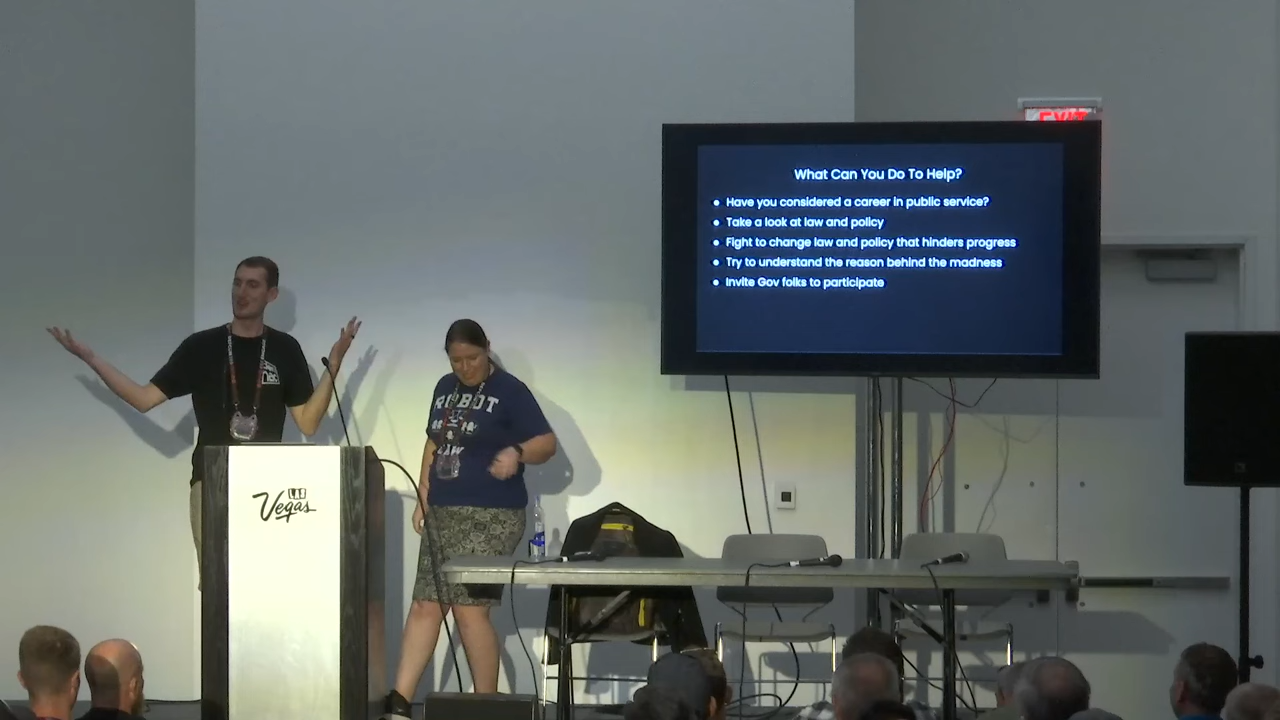 EXIT
What Can You Do To Help?
Have you considered a career in public service?
Take a look at law and policy
Fight to change law and policy that hinders progress
Try to understand the reason behind the madness
Invite Gov folks to participate
ROBOT
LAW
LAS
Vegas